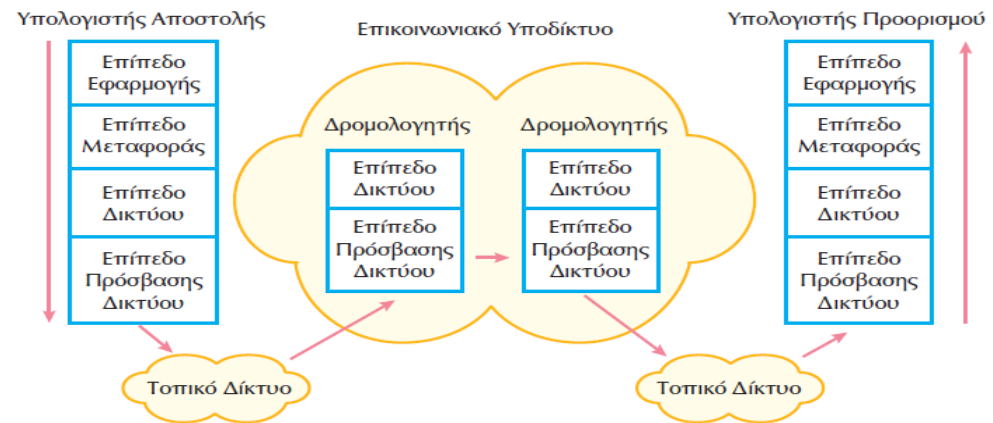 Υπολογιστής Αποστολής
Επίπεδο
Εφαρμογής
Επίπεδο
Μεταφοράς
Επίπεδο
Δικτύου
Επίπεδο
Πρόσβασης
Δικτύου
Τοπικό Δίκτυο
Επικοινωνιακό Υποδίκτυο
Δρομολογητής
Επίπεδο
Δικτύου
Επίπεδο
Πρόσβασης
Δικτύου
Δρομολογητής
Επίπεδο
Δικτύου
Επίπεδο
Πρόσβασης
Δικτύου
Υπολογιστής Προορισμού
Επίπεδο
Εφαρμογής
Επίπεδο
Μεταφοράς
Επίπεδο
Δικτύου
Επίπεδο
Πρόσβασης
Δικτύου
Τοπικό Δίκτυο